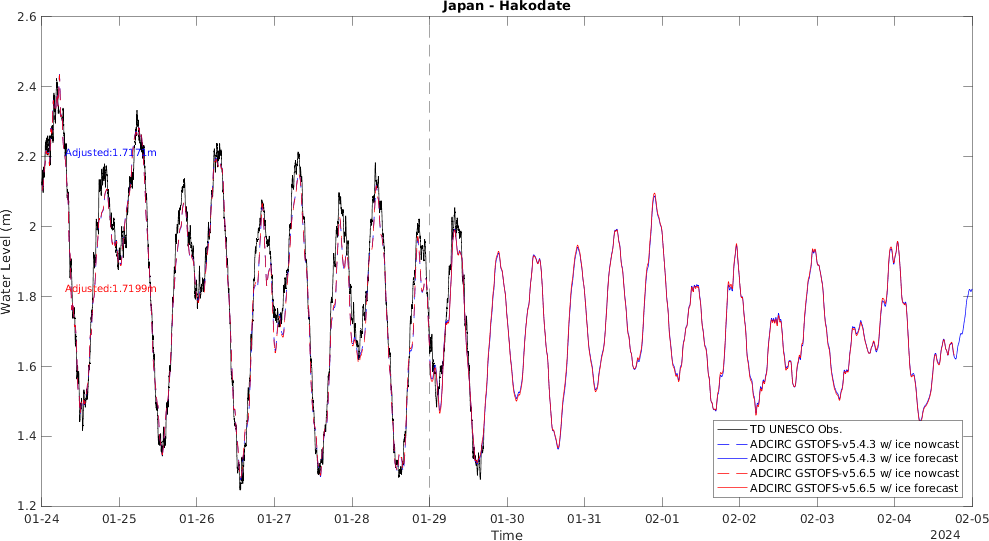 Japan - Hakodate
2.6
2.4
2.2
2
1.8
1.6
1.4
1.2
Water Level (m)
Adjusted:1.7171m
Adjusted:1.7199m
TD UNESCO Obs.
ADCIRC GSTOFS-v5.4.3 w/ ice nowcast
ADCIRC GSTOFS-v5.4.3 w/ ice forecast
ADCIRC GSTOFS-v5.6.5 w/ ice nowcast
ADCIRC GSTOFS-v5.6.5 w/ ice forecast
01-24 01-25 01-26 01-27 01-28 01-29 01-30 01-31 02-01 02-02 02-03 02-04 02-05
Time
2024